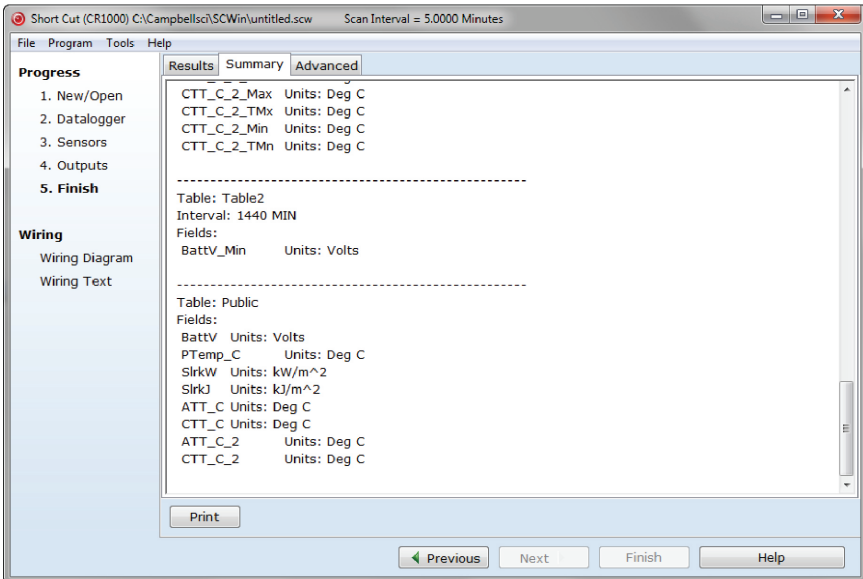 Short Cut (CR1000) C:\Campbellsci\SCWin\untitled.scw Scan Interval = 5.0000 Minutes
File Program Tools Help
Progress
1. New/Open
2. Datalogger
3. Sensors
4. Outputs
5. Finish
Wiring
Wiring Diagram
Wiring Text
Results Summary Advanced
CTT_C_2_Max Units: Deg C
CTT_C_2_TMx Units: Deg C
CTT_C_2_Min Units: Deg C
CTT_C_2_TMn Units: Deg C
--------------------------------------------------
Table: Table2
Interval: 1440 MIN
Fields:
BattV_Min Units: Volts
--------------------------------------------------
Table: Public
Fields:
BattV Units: Volts
PTemp_C Units: Deg C
SlrkW Units: kW/m^2
SlrkJ Units: kJ/m^2
ATT_C Units: Deg C
CTT_C Units: Deg C
ATT_C_2 Units: Deg C
CTT_C_2 Units: Deg C
Print
Previous Next Finish Help